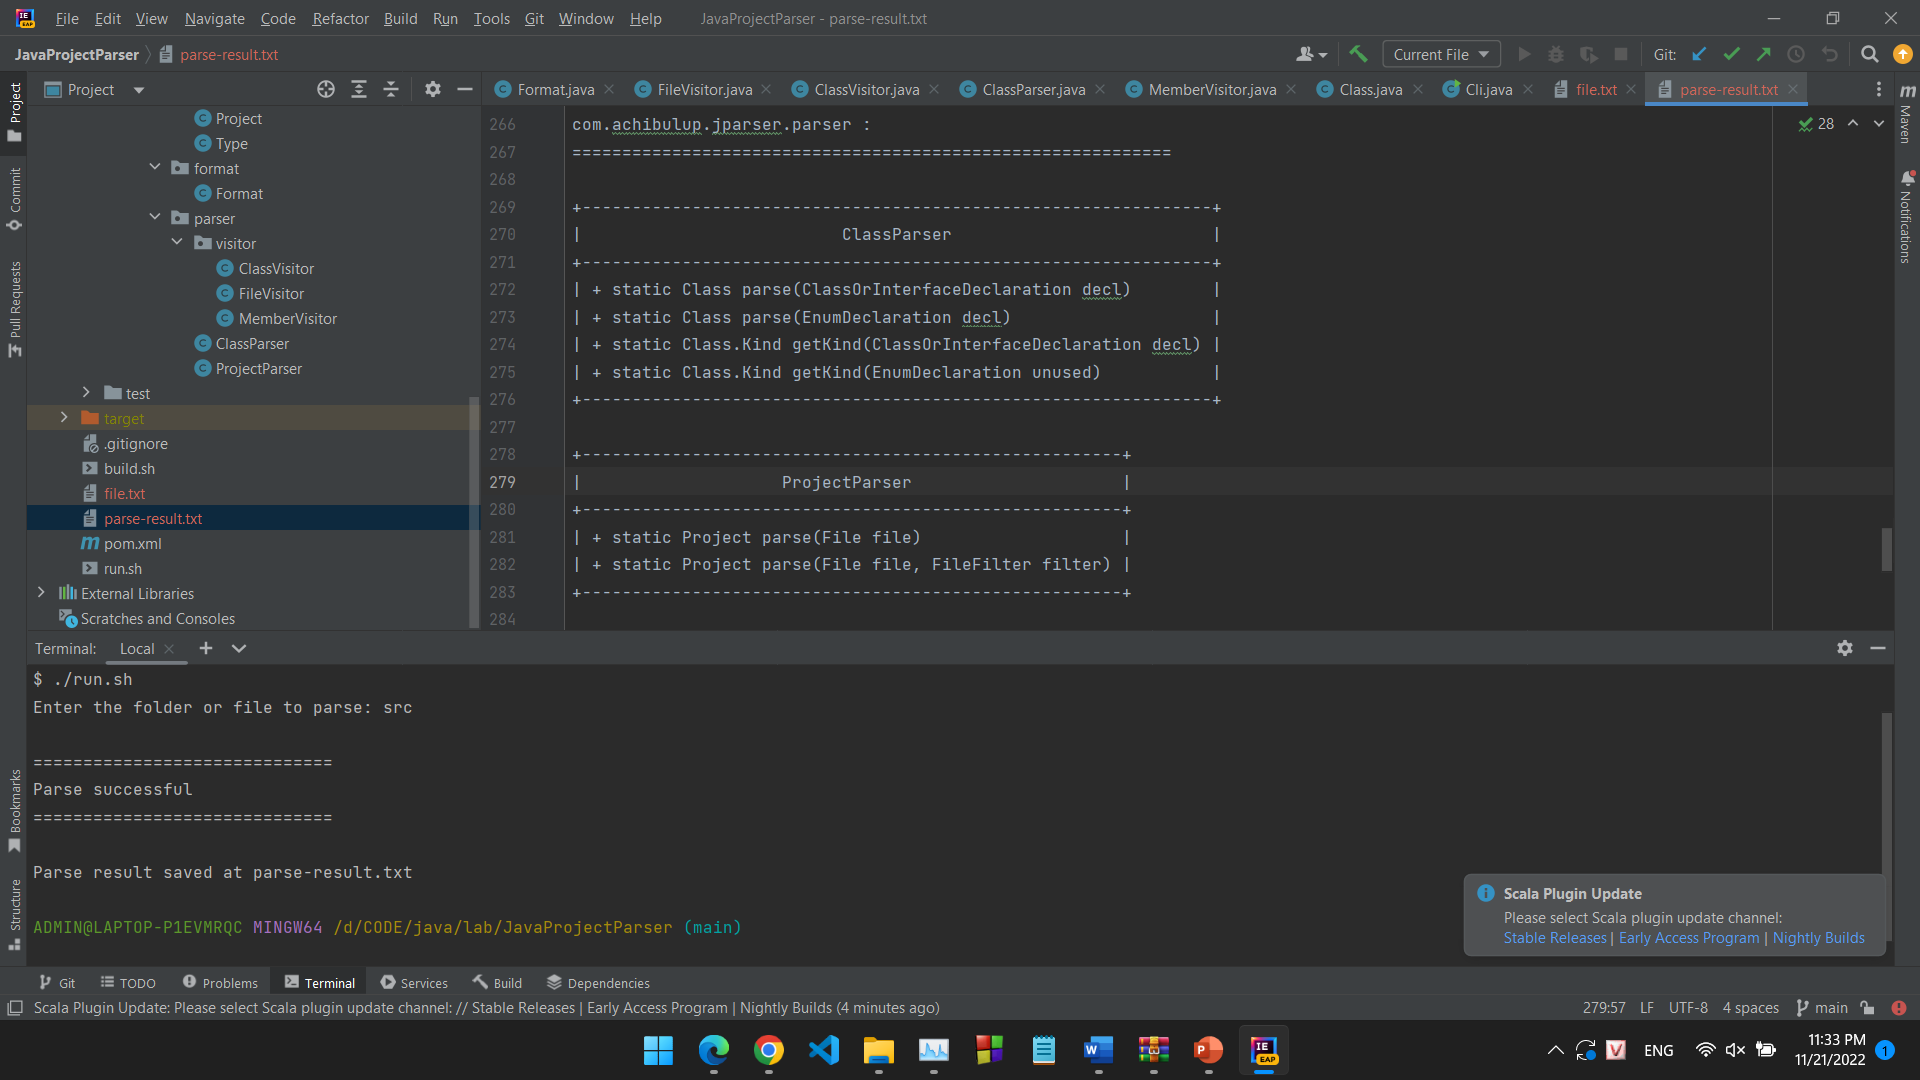 File Edit View Navigate Code Refactor Build Run Tools Git Window Help JavaProjectParser - parse-result.txt
JavaProjectParser parse-result.txt Current File Git:
Project
Format.java FileVisitor.java ClassVisitor.java ClassParser.java MemberVisitor.java Class.java Cli.java file.txt parse-result.txt
Project
Commit
Pull Requests
Bookmarks
Structure
Project
Type
format
Format
parser
visitor
ClassVisitor
FileVisitor
MemberVisitor
ClassParser
ProjectParser
test
target
.gitignore
build.sh
file.txt
parse-result.txt
pom.xml
run.sh
External Libraries
Scratches and Consoles
28
266 com.achibulup.jparser.parser :
267 ============================================================
268
269 +---------------------------------------------------------------+
270 |                          ClassParser                          |
271 +---------------------------------------------------------------+
272 | + static Class parse(ClassOrInterfaceDeclaration decl)        |
273 | + static Class parse(EnumDeclaration decl)                    |
274 | + static Class.Kind getKind(ClassOrInterfaceDeclaration decl) |
275 | + static Class.Kind getKind(EnumDeclaration unused)           |
276 +---------------------------------------------------------------+
277
278 +------------------------------------------------------+
279 |                    ProjectParser                     |
280 +------------------------------------------------------+
281 | + static Project parse(File file)                    |
282 | + static Project parse(File file, FileFilter filter) |
283 +------------------------------------------------------+
284
m Maven
Notifications
Terminal: Local
$ ./run.sh
Enter the folder or file to parse: src
==============================
Parse successful
==============================
Parse result saved at parse-result.txt
ADMIN@LAPTOP-P1EVMRQC MINGW64 /d/CODE/java/lab/JavaProjectParser (main)
Scala Plugin Update
Please select Scala plugin update channel:
Stable Releases | Early Access Program | Nightly Builds
Git TODO Problems Terminal Services Build Dependencies
Scala Plugin Update: Please select Scala plugin update channel: // Stable Releases | Early Access Program | Nightly Builds (4 minutes ago) 279:57 LF UTF-8 4 spaces main
ENG
11:33 PM
11/21/2022
1